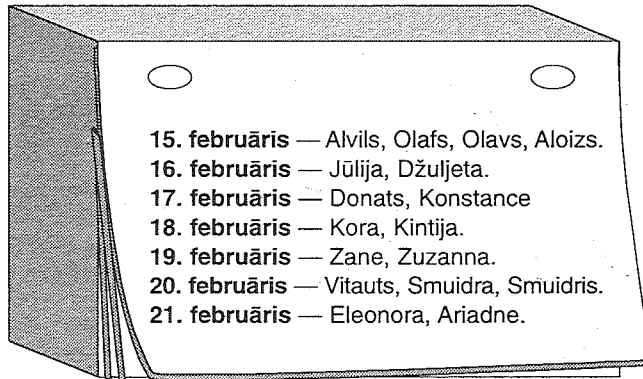 15. februāris — Alvils, Olafs, Olavs, Aloizs.
16. februāris — Jūlija, Džuljeta.
17. februāris — Donats, Konstance
18. februāris — Kora, Kintija.
19. februāris — Zane, Zuzanna.
20. februāris — Vitauts, Smuidra, Smuidris.
21. februāris — Eleonora, Ariadne.